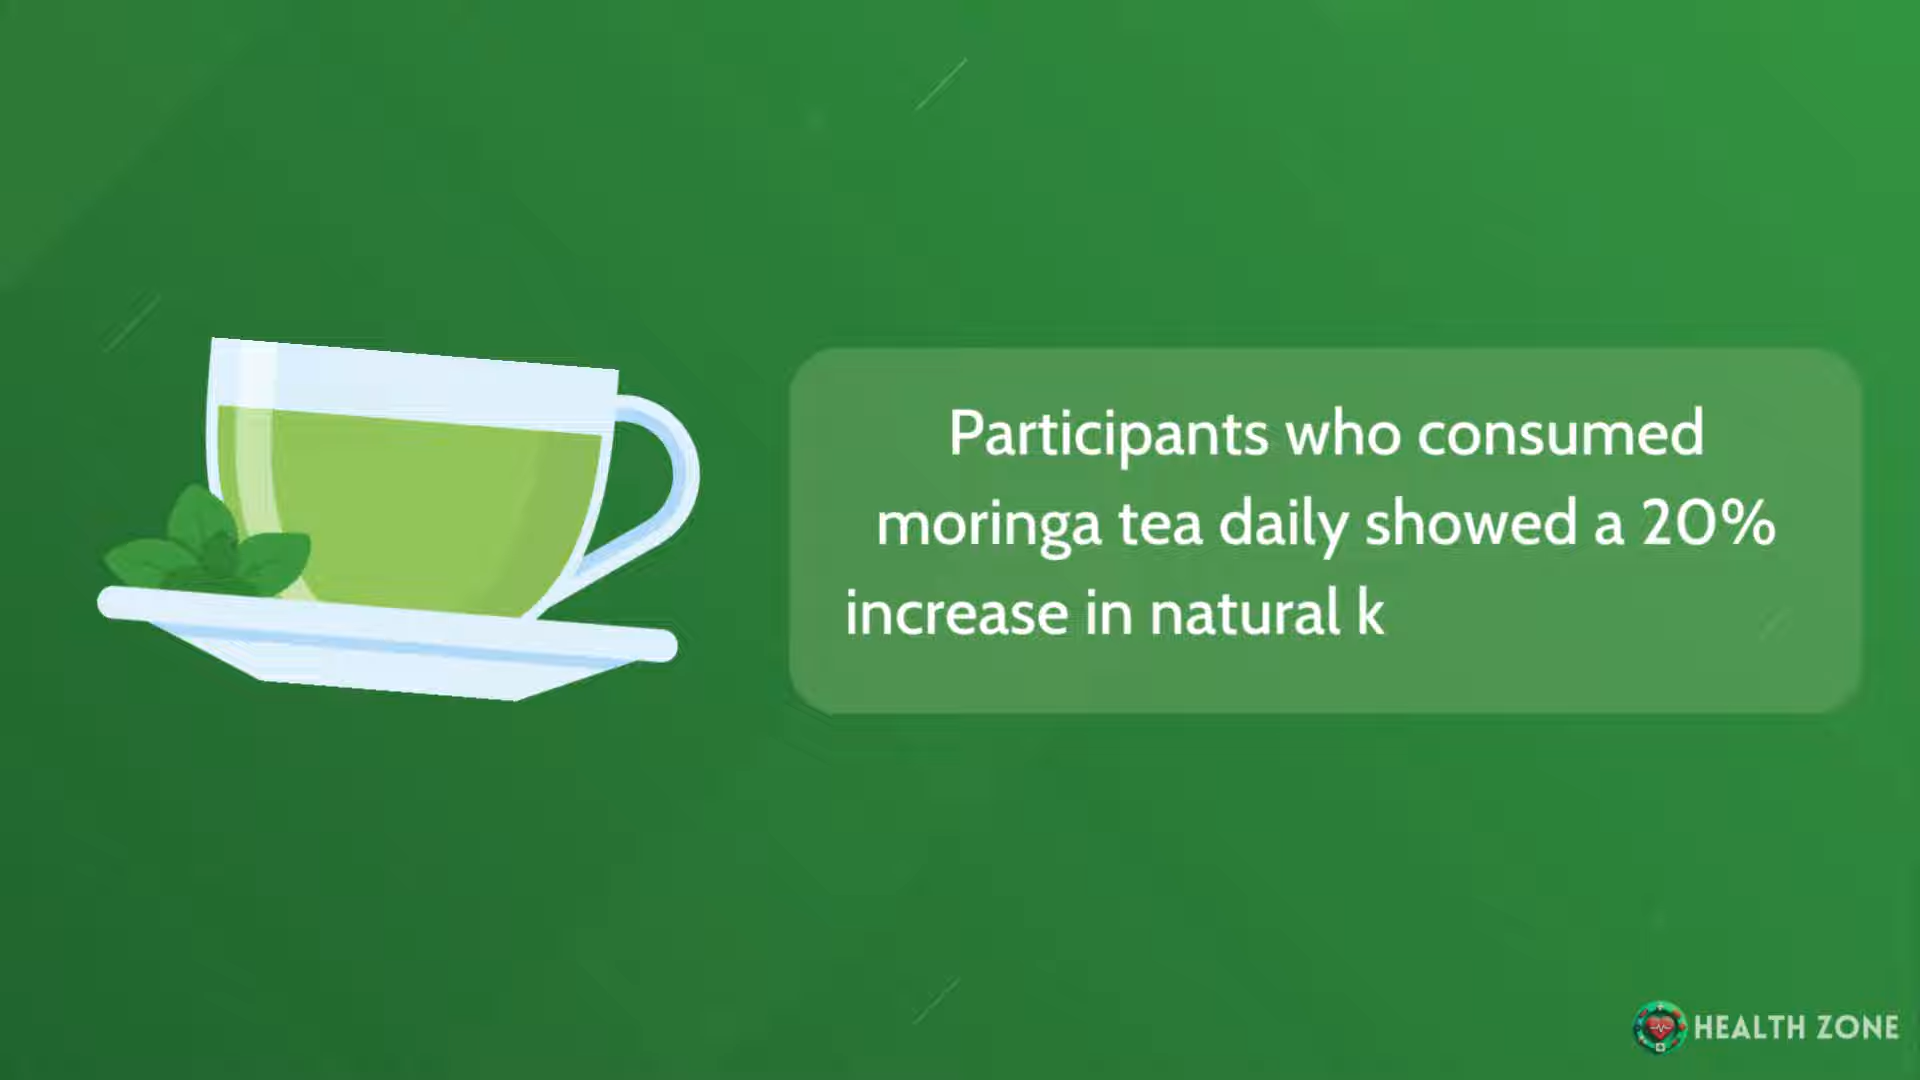 Participants who consumed
moringa tea daily showed a 20%
increase in natural k
HEALTH ZONE